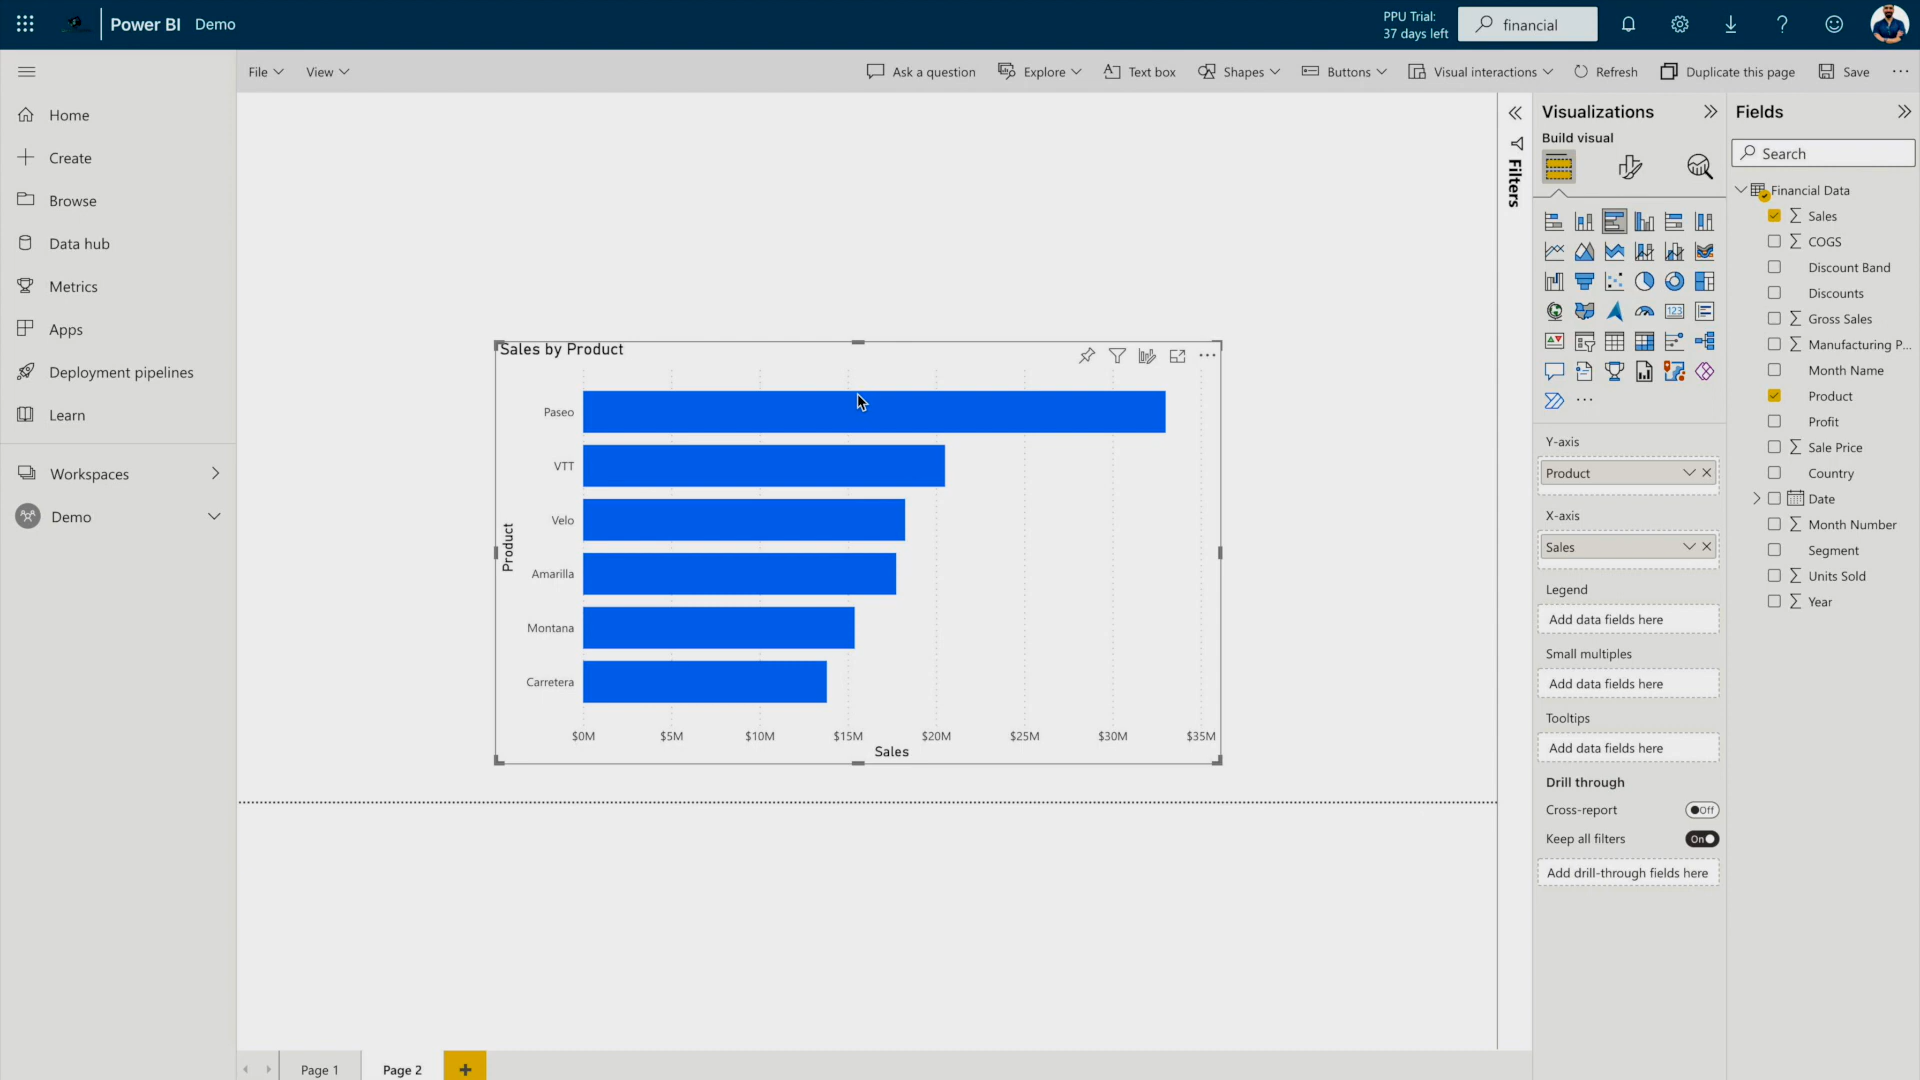 Power BI Demo
PPU Trial:
37 days left
financial
File View
Ask a question Explore Text box Shapes Buttons Visual interactions Refresh Duplicate this page Save
Home
Create
Browse
Data hub
Metrics
Apps
Deployment pipelines
Learn
Workspaces
Demo
Sales by Product
Product
Paseo
VTT
Velo
Amarilla
Montana
Carretera
$0M $5M $10M $15M $20M $25M $30M $35M
Sales
Page 1 Page 2
Filters
Visualizations
Build visual
123
Y-axis
Product
X-axis
Sales
Legend
Add data fields here
Small multiples
Add data fields here
Tooltips
Add data fields here
Drill through
Cross-report Off
Keep all filters On
Add drill-through fields here
Fields
Search
Financial Data
Sales
COGS
Discount Band
Discounts
Gross Sales
Manufacturing P...
Month Name
Product
Profit
Sale Price
Country
Date
Month Number
Segment
Units Sold
Year